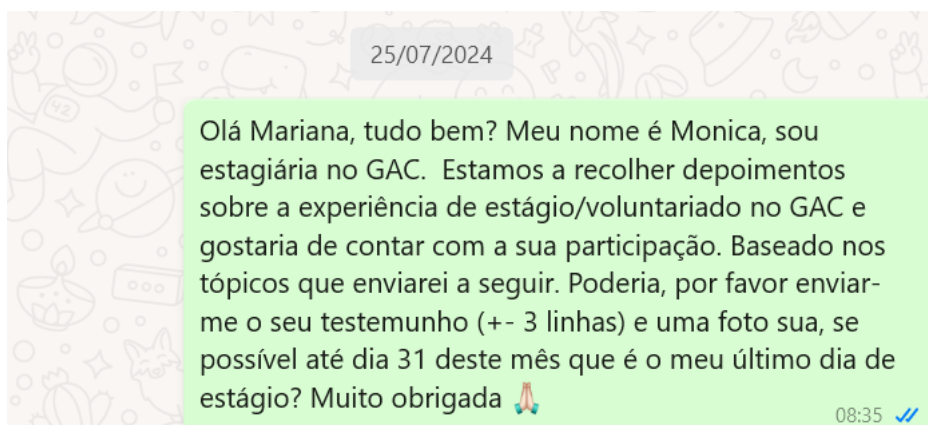 25/07/2024
Olá Mariana, tudo bem? Meu nome é Monica, sou
estagiária no GAC.  Estamos a recolher depoimentos
sobre a experiência de estágio/voluntariado no GAC e
gostaria de contar com a sua participação. Baseado nos
tópicos que enviarei a seguir. Poderia, por favor enviar-
me o seu testemunho (+- 3 linhas) e uma foto sua, se
possível até dia 31 deste mês que é o meu último dia de
estágio? Muito obrigada 🙏🏻
08:35